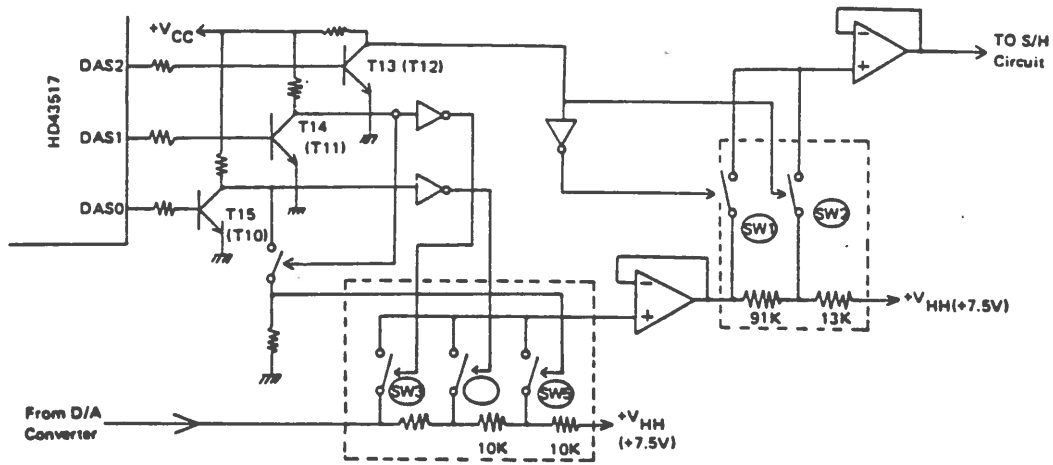 +VCC
DAS2
T13 (T12)
TO S/H
Circuit
HD43517
DAS1
T14
(T11)
DAS0
T15
(T10)
SW1
SW2
91K
13K
+VHH(+7.5V)
SW3
SW5
From D/A
Converter
10K
10K
+VHH
(+7.5V)